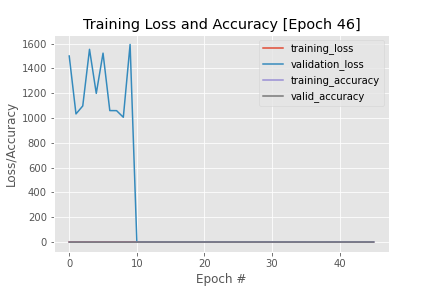 Training Loss and Accuracy [Epoch 46]
training_loss
validation_loss
training_accuracy
valid_accuracy
1600
1400
1200
1000
800
600
400
200
0
Loss/Accuracy
0 10 20 30 40
Epoch #